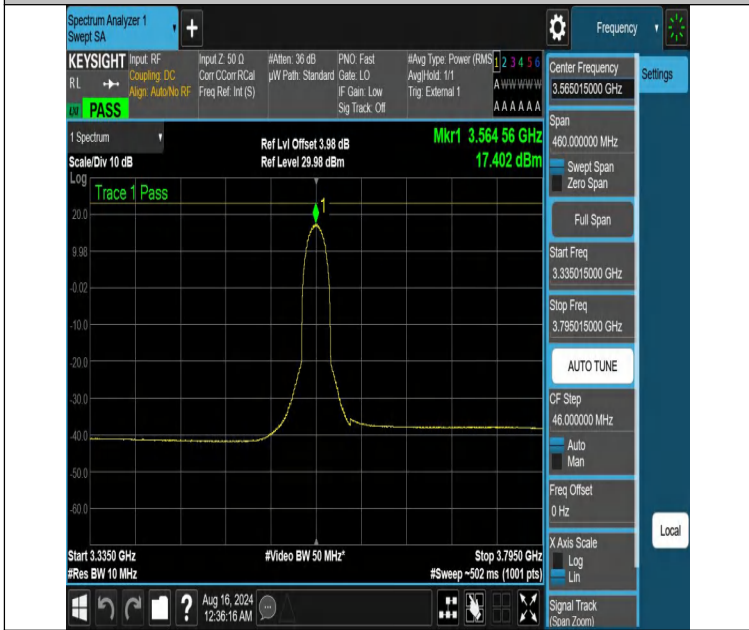 Spectrum Analyzer 1
Swept SA
+
Frequency
KEYSIGHT
RL
PASS
Input: RF
Coupling: DC
Align: Auto/No RF
Input Z: 50 Ω
Corr CCorr RCal
Freq Ref: Int (S)
#Atten: 36 dB
µW Path: Standard
PNO: Fast
Gate: LO
IF Gain: Low
Sig Track: Off
#Avg Type: Power (RMS
Avg|Hold: 1/1
Trig: External 1
1 2 3 4 5 6
A W W W W W
A A A A A A
1 Spectrum
Scale/Div 10 dB
Ref Lvl Offset 3.98 dB
Ref Level 29.98 dBm
Mkr1 3.564 56 GHz
17.402 dBm
Log
Trace 1 Pass
1
20.0
9.98
-0.02
-10.0
-20.0
-30.0
-40.0
-50.0
-60.0
Start 3.3350 GHz
#Res BW 10 MHz
#Video BW 50 MHz*
Stop 3.7950 GHz
#Sweep ~502 ms (1001 pts)
Center Frequency
3.565015000 GHz
Settings
Span
460.000000 MHz
Swept Span
Zero Span
Full Span
Start Freq
3.335015000 GHz
Stop Freq
3.795015000 GHz
AUTO TUNE
CF Step
46.000000 MHz
Auto
Man
Freq Offset
0 Hz
X Axis Scale
Log
Lin
Local
Signal Track
(Span Zoom)
?
Aug 16, 2024
12:36:16 AM